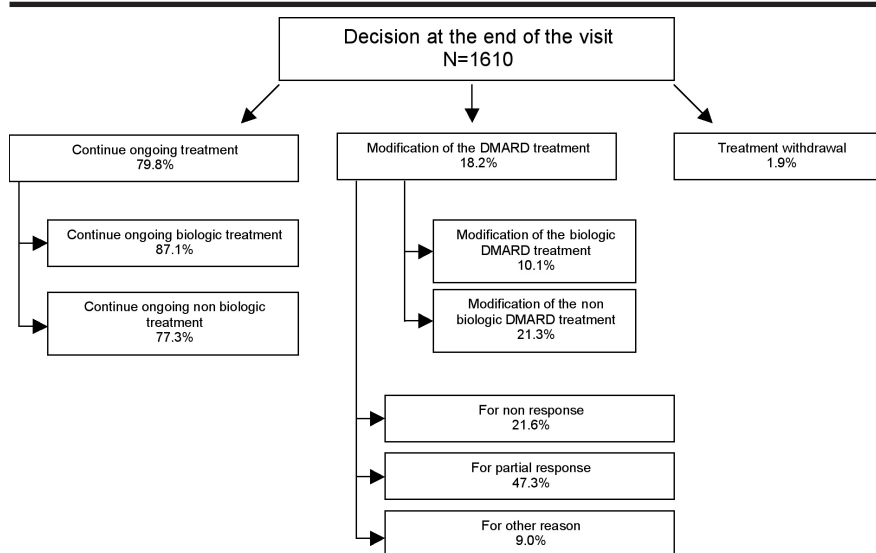 Decision at the end of the visit
N=1610
Continue ongoing treatment
79.8%
Modification of the DMARD treatment
18.2%
Treatment withdrawal
1.9%
Continue ongoing biologic treatment
87.1%
Continue ongoing non biologic
treatment
77.3%
Modification of the biologic
DMARD treatment
10.1%
Modification of the non
biologic DMARD treatment
21.3%
For non response
21.6%
For partial response
47.3%
For other reason
9.0%